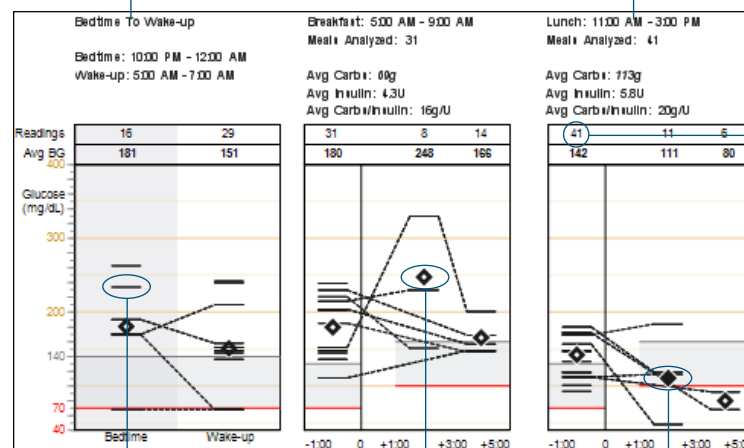 Bedtime To Wake-up
Bedtime: 10:00 PM - 12:00 AM
Wake-up: 5:00 AM - 7:00 AM
Breakfast: 5:00 AM - 9:00 AM
Meals Analyzed: 31
Avg Carbs: 69g
Avg Insulin: 4.3U
Avg Carbs/Insulin: 16g/U
Lunch: 11:00 AM - 3:00 PM
Meals Analyzed: 41
Avg Carbs: 113g
Avg Insulin: 5.8U
Avg Carbs/Insulin: 20g/U
Readings 16 29 31 8 14 41 11 6
Avg BG 181 151 180 248 166 142 111 80
400
Glucose
(mg/dL)
300
200
140
70
40
Bedtime Wake-up -1:00 0 +1:00 +3:00 +5:00 -1:00 0 +1:00 +3:00 +5:0